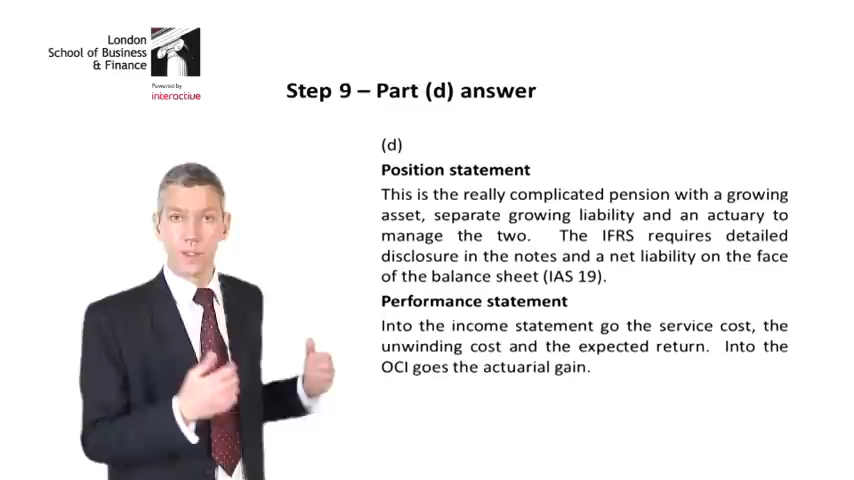 London
School of Business
& Finance
Powered by
interactive
Step 9 – Part (d) answer
(d)
Position statement
This is the really complicated pension with a growing
asset, separate growing liability and an actuary to
manage the two. The IFRS requires detailed
disclosure in the notes and a net liability on the face
of the balance sheet (IAS 19).
Performance statement
Into the income statement go the service cost, the
unwinding cost and the expected return. Into the
OCI goes the actuarial gain.